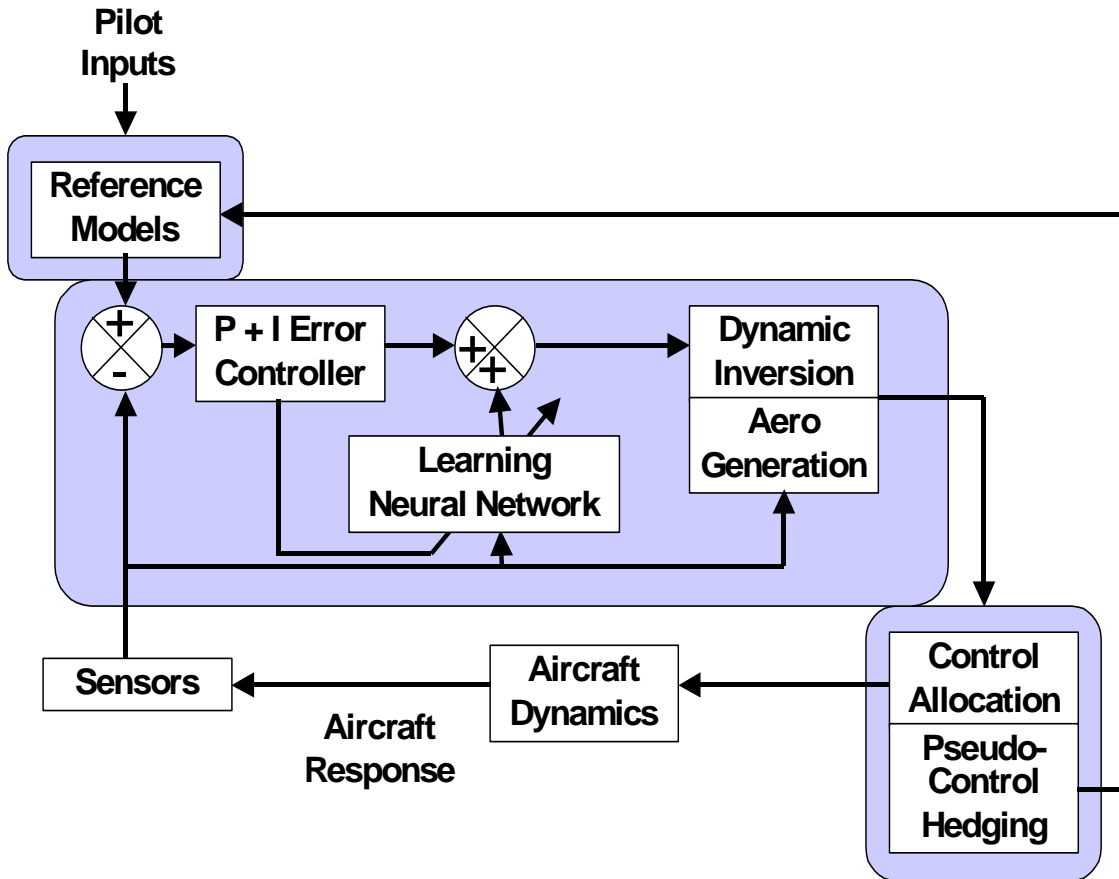 Pilot
Inputs
Reference
Models
+
-
P + I Error
Controller
+
+
Dynamic
Inversion
Aero
Generation
Learning
Neural Network
Sensors
Aircraft
Response
Aircraft
Dynamics
Control
Allocation
Pseudo-
Control
Hedging